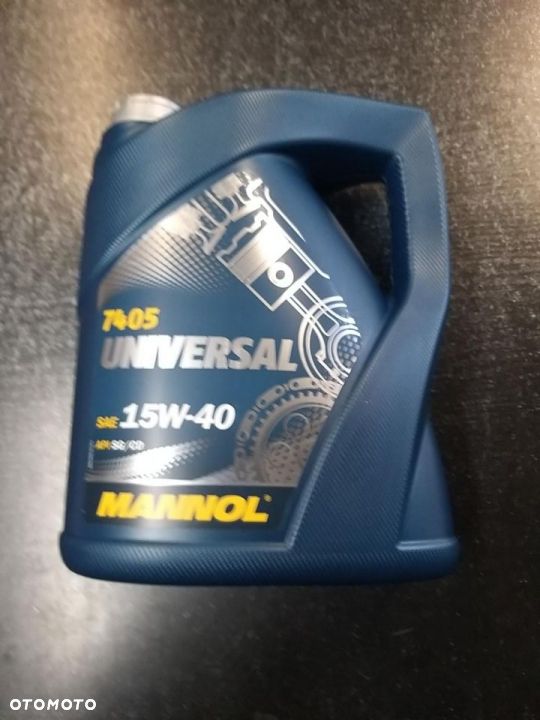 7405
UNIVERSAL
SAE 15W-40
API SG/CD
MANNOL
OTOMOTO